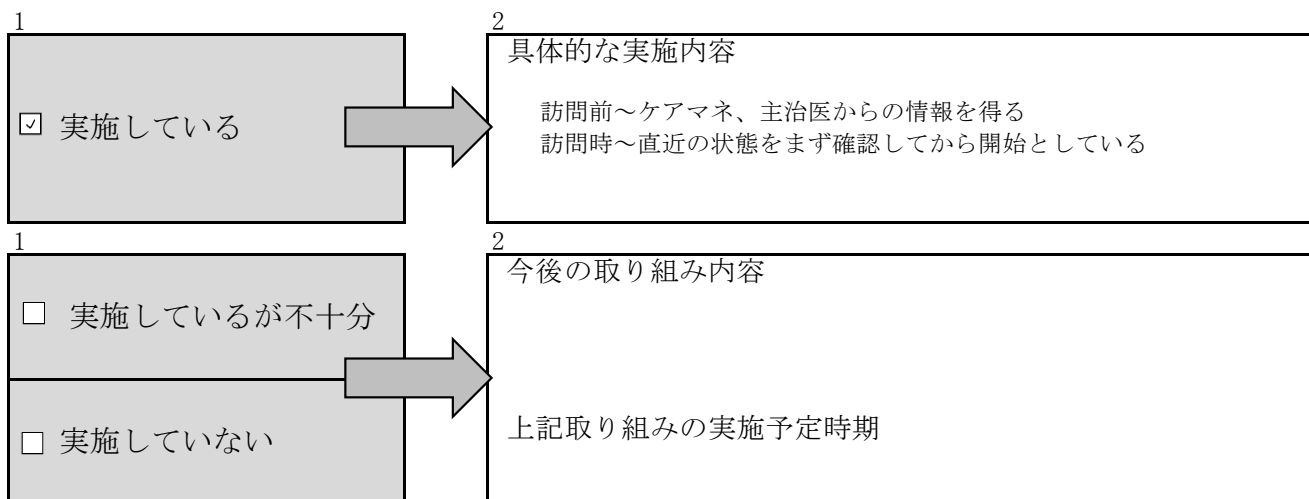 1
2
☑ 実施している
具体的な実施内容
訪問前～ケアマネ、主治医からの情報を得る
訪問時～直近の状態をまず確認してから開始としている
1
2
☐ 実施しているが不十分
☐ 実施していない
今後の取り組み内容
上記取り組みの実施予定時期